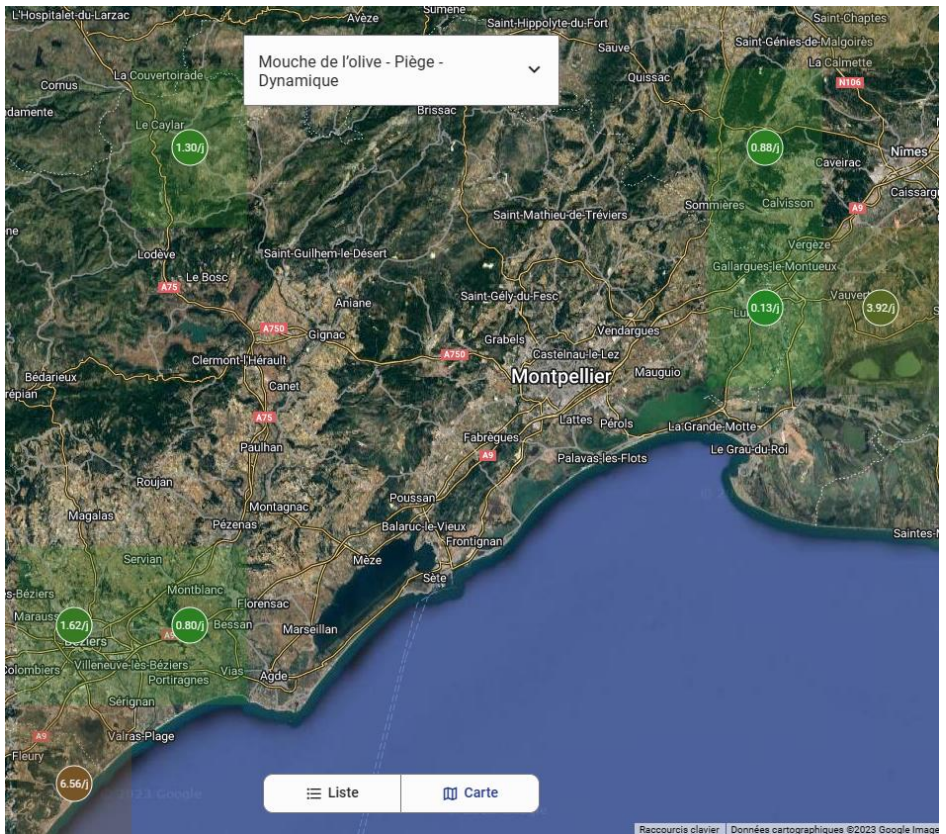 L'Hospitalet-du-Larzac
Avèze
Sumène
Saint-Hippolyte-du-Fort
Saint-Chaptes
Sauve
Saint-Génies-de-Malgoirès
La Calmette
Mouche de l'olive - Piège -
Dynamique
La Couvertoirade
Cornus
Quissac
N106
Brissac
Le Caylar
1.30/j
0.88/j
Nîmes
Caveirac
Caissargu
Sommières
Calvisson
A9
Saint-Mathieu-de-Tréviers
Vergèze
Lodève
Saint-Guilhem-le-Désert
Gallargues-le-Montueux
Le Bosc
A75
Saint-Gély-du-Fesc
Vauvert
Aniane
0.13/j
3.92/j
A750
Gignac
Grabels
Vendargues
Clermont-l'Hérault
A750
Castelnau-le-Lez
Bédarieux
Canet
Montpellier
Mauguio
A75
Lattes
Pérols
La Grande-Motte
Paulhan
Fabrègues
A9
Palavas-les-Flots
Le Grau-du-Roi
Roujan
Poussan
Magalas
Montagnac
Pézenas
Balaruc-le-Vieux
Frontignan
Servian
Mèze
Sète
Montblanc
Florensac
1.62/j
0.80/j
Bessan
Marseillan
Béziers
Colombiers
Villeneuve-lès-Béziers
Portiragnes
Vias
Agde
Sérignan
A9
Valras-Plage
Fleury
6.56/j
Liste
Carte
Raccourcis clavier
Données cartographiques ©2023 Google Image